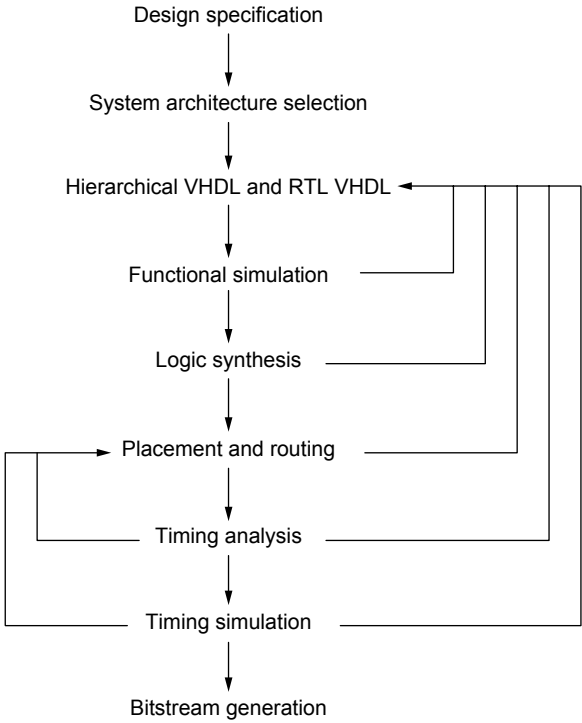 Design specification
System architecture selection
Hierarchical VHDL and RTL VHDL
Functional simulation
Logic synthesis
Placement and routing
Timing analysis
Timing simulation
Bitstream generation